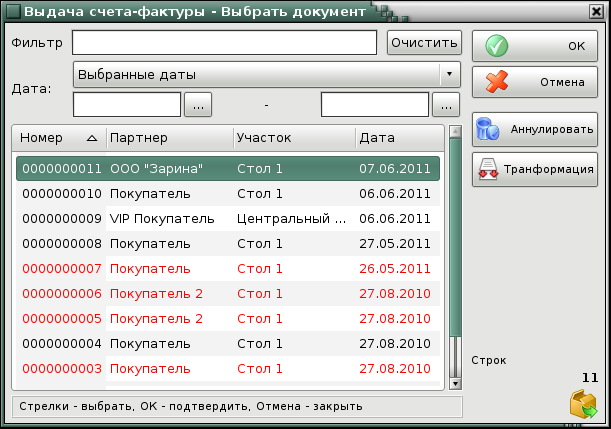 Выдача счета-фактуры - Выбрать документ
Фильтр Очистить
Выбранные даты
Дата:
... - ...
OK
Отмена
Аннулировать
Транформация
Номер Партнер Участок Дата
0000000011 ООО "Зарина" Стол 1 07.06.2011
0000000010 Покупатель Стол 1 06.06.2011
0000000009 VIP Покупатель Центральный ... 06.06.2011
0000000008 Покупатель Стол 1 27.05.2011
0000000007 Покупатель Стол 1 26.05.2011
0000000006 Покупатель 2 Стол 1 27.08.2010
0000000005 Покупатель 2 Стол 1 27.08.2010
0000000004 Покупатель Стол 1 27.08.2010
0000000003 Покупатель Стол 1 27.08.2010
Строк
11
Стрелки - выбрать, ОК - подтвердить, Отмена - закрыть